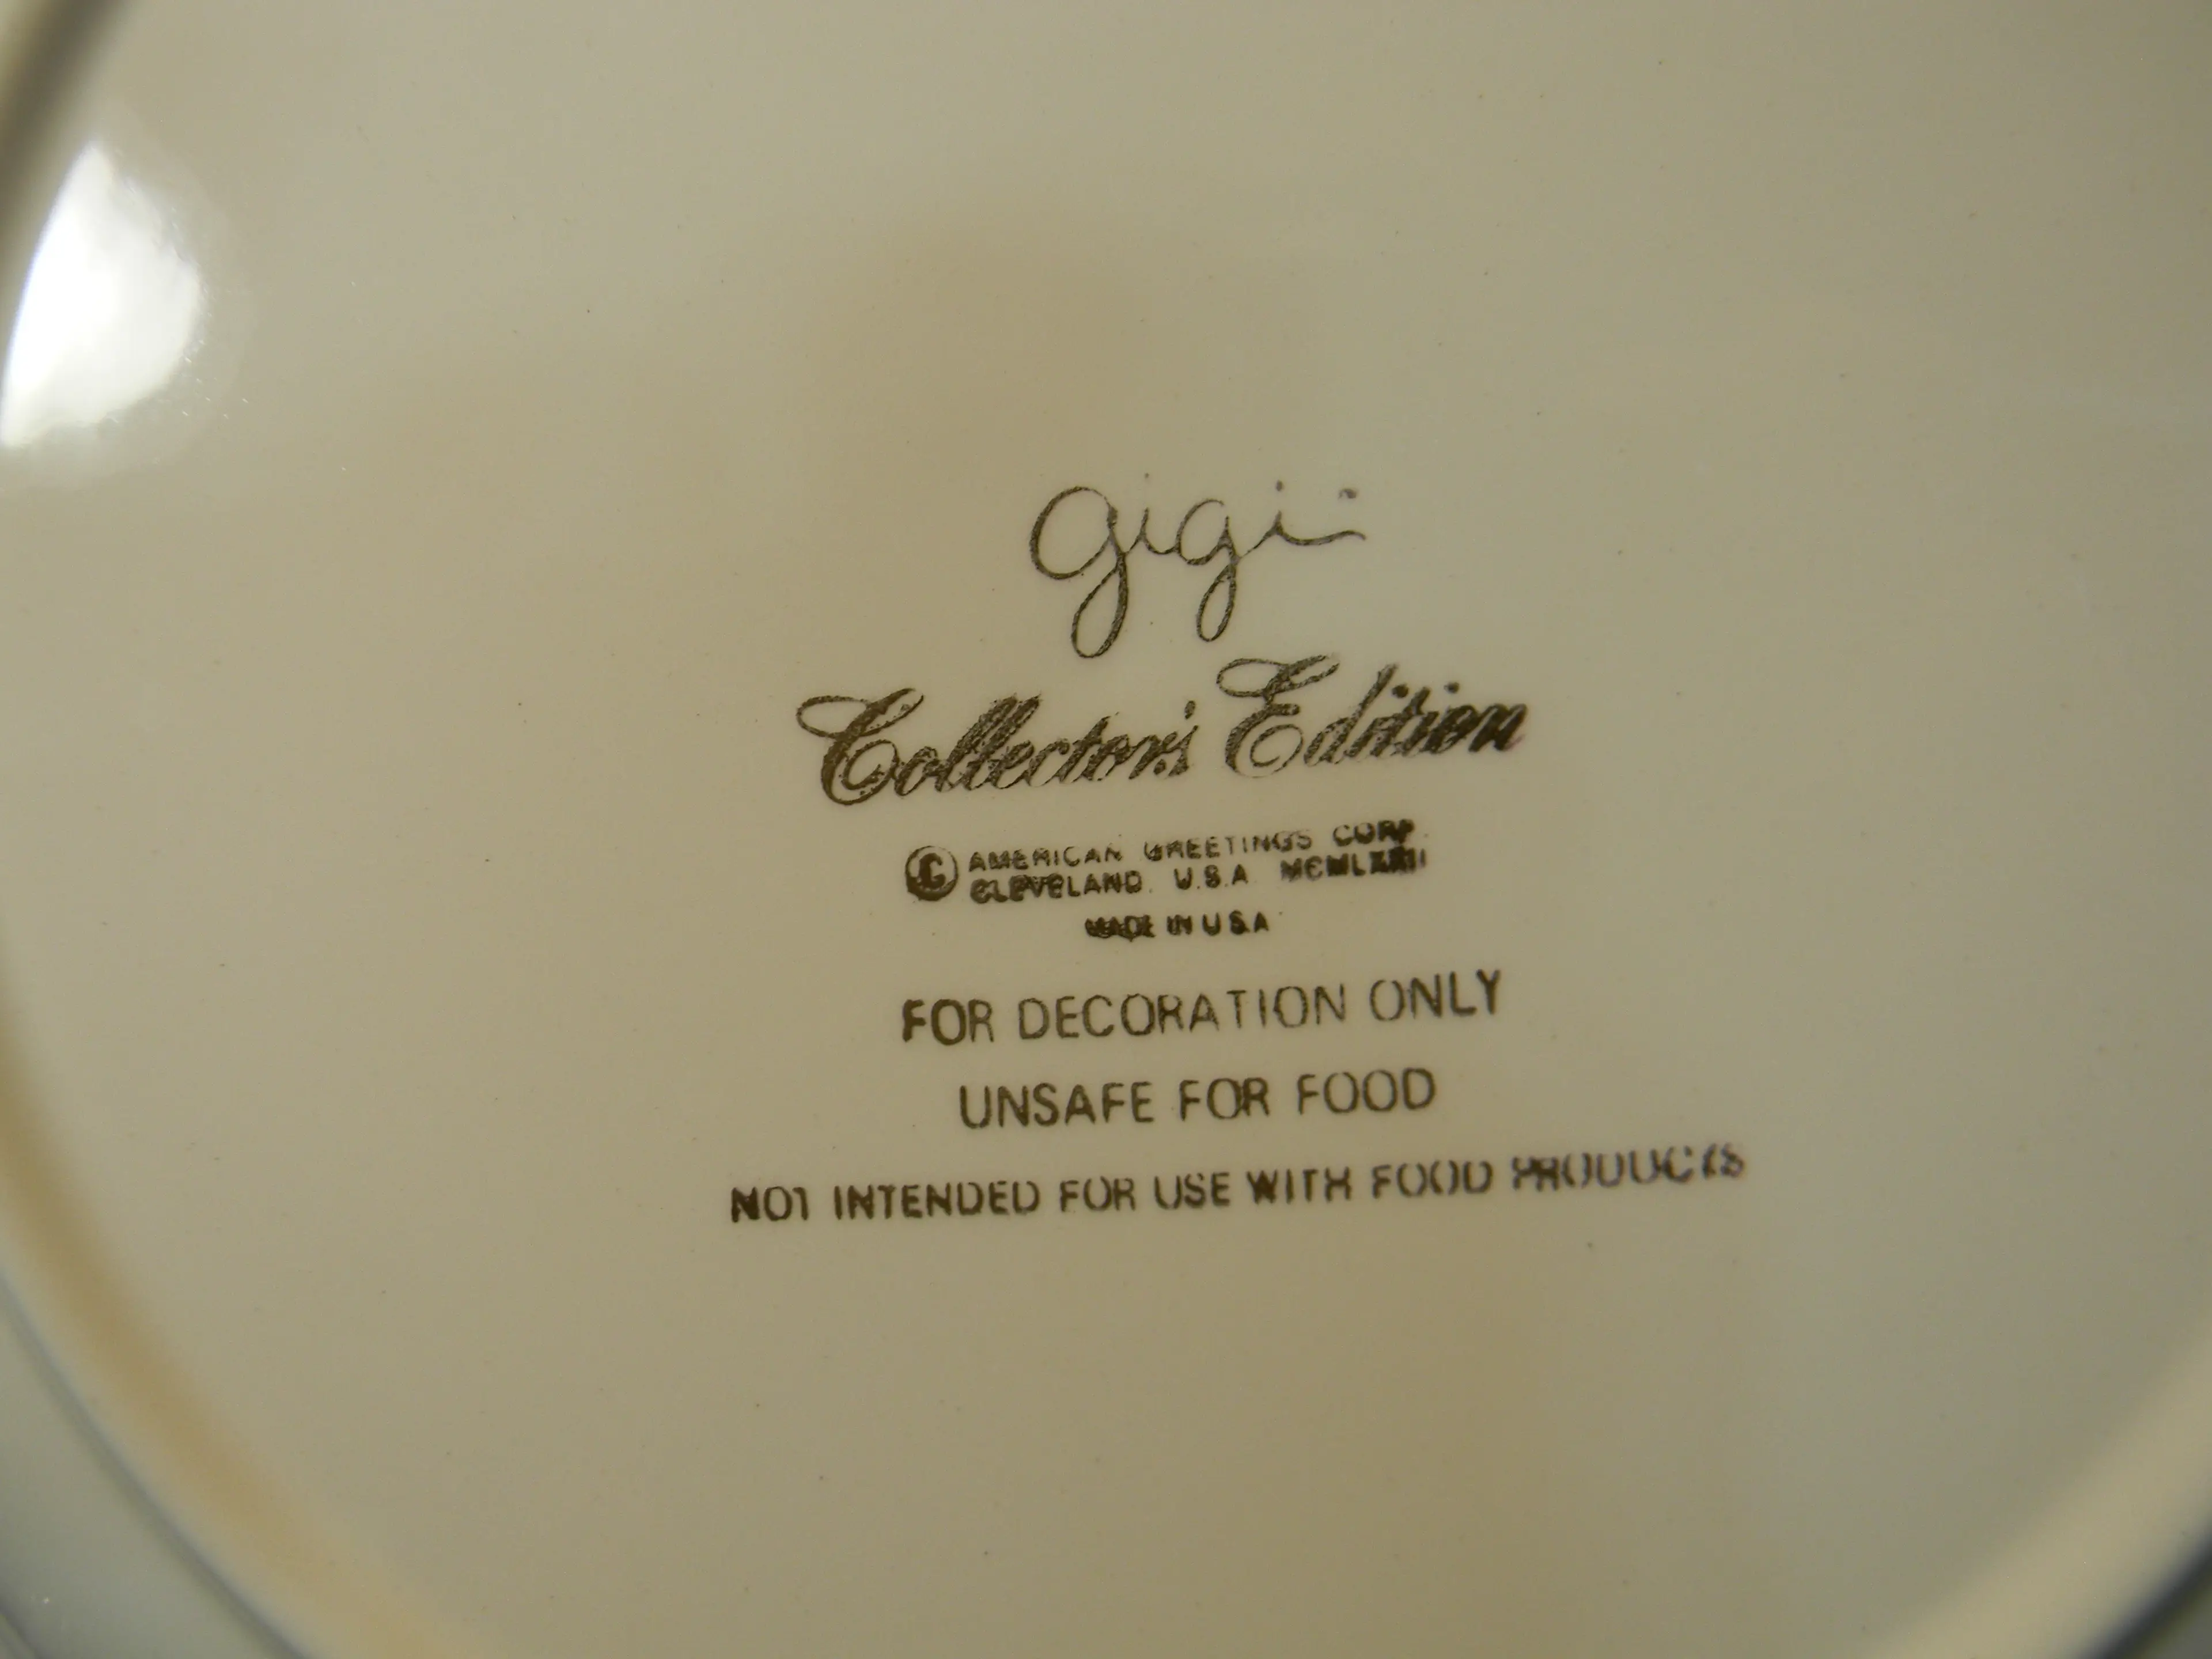 gigi
Collector's Edition
© AMERICAN GREETINGS CORP.
CLEVELAND, U.S.A.
MADE IN U.S.A.
FOR DECORATION ONLY
UNSAFE FOR FOOD
NOT INTENDED FOR USE WITH FOOD PRODUCTS